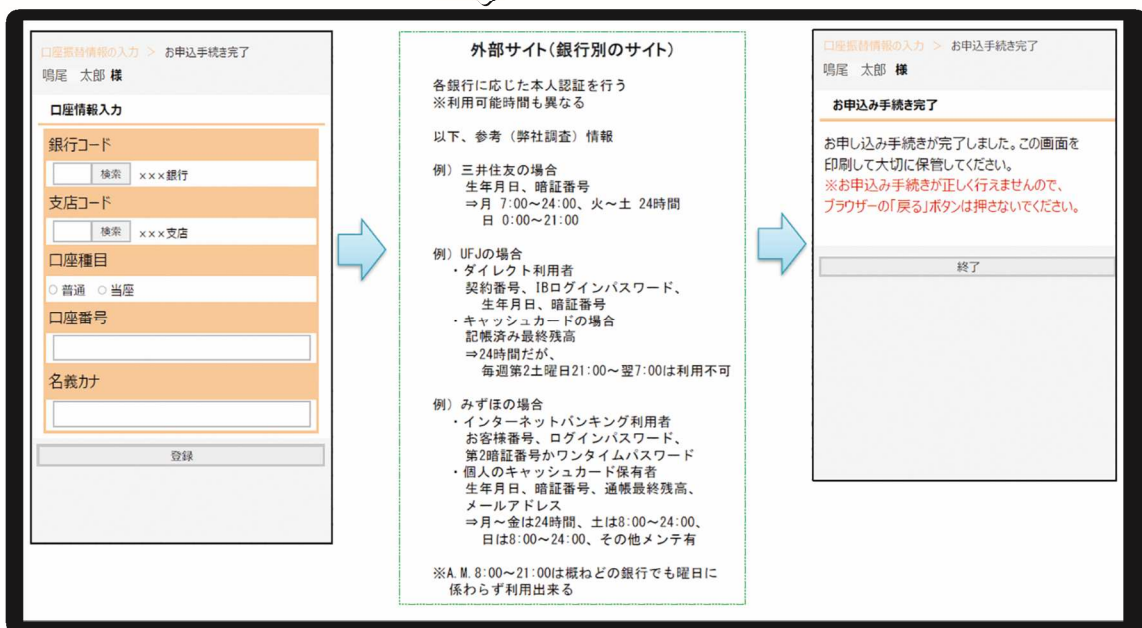 口座振替情報の入力 > お申込手続き完了
鳴尾 太郎 様
口座情報入力
銀行コード
検索 ×××銀行
支店コード
検索 ×××支店
口座種目
普通 当座
口座番号
名義カナ
登録
外部サイト(銀行別のサイト)
各銀行に応じた本人認証を行う
※利用可能時間も異なる
以下、参考(弊社調査)情報
例)三井住友の場合
生年月日、暗証番号
⇒月 7:00~24:00、火~土 24時間
日 0:00~21:00
例)UFJの場合
・ダイレクト利用者
契約番号、IBログインパスワード、
生年月日、暗証番号
・キャッシュカードの場合
記帳済み最終残高
⇒24時間だが、
毎週第2土曜日21:00~翌7:00は利用不可
例)みずほの場合
・インターネットバンキング利用者
お客様番号、ログインパスワード、
第2暗証番号かワンタイムパスワード
・個人のキャッシュカード保有者
生年月日、暗証番号、通帳最終残高、
メールアドレス
⇒月~金は24時間、土は8:00~24:00、
日は8:00~24:00、その他メンテ有
※A.M.8:00~21:00は概ねどの銀行でも曜日に
係わらず利用出来る
口座振替情報の入力 > お申込手続き完了
鳴尾 太郎 様
お申込み手続き完了
お申し込み手続きが完了しました。この画面を
印刷して大切に保管してください。
※お申込み手続きが正しく行えませんので、
ブラウザーの「戻る」ボタンは押さないでください。
終了